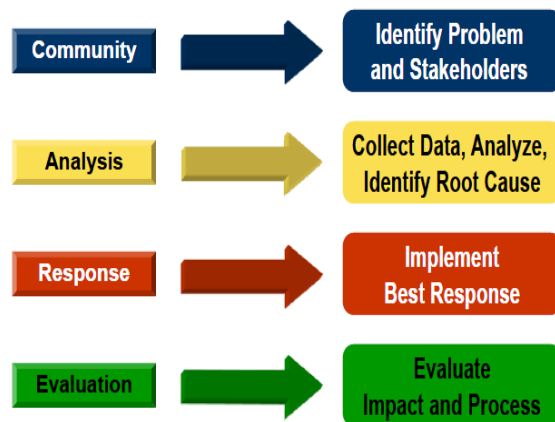 Community
Identify Problem
and Stakeholders
Analysis
Collect Data, Analyze,
Identify Root Cause
Response
Implement
Best Response
Evaluation
Evaluate
Impact and Process